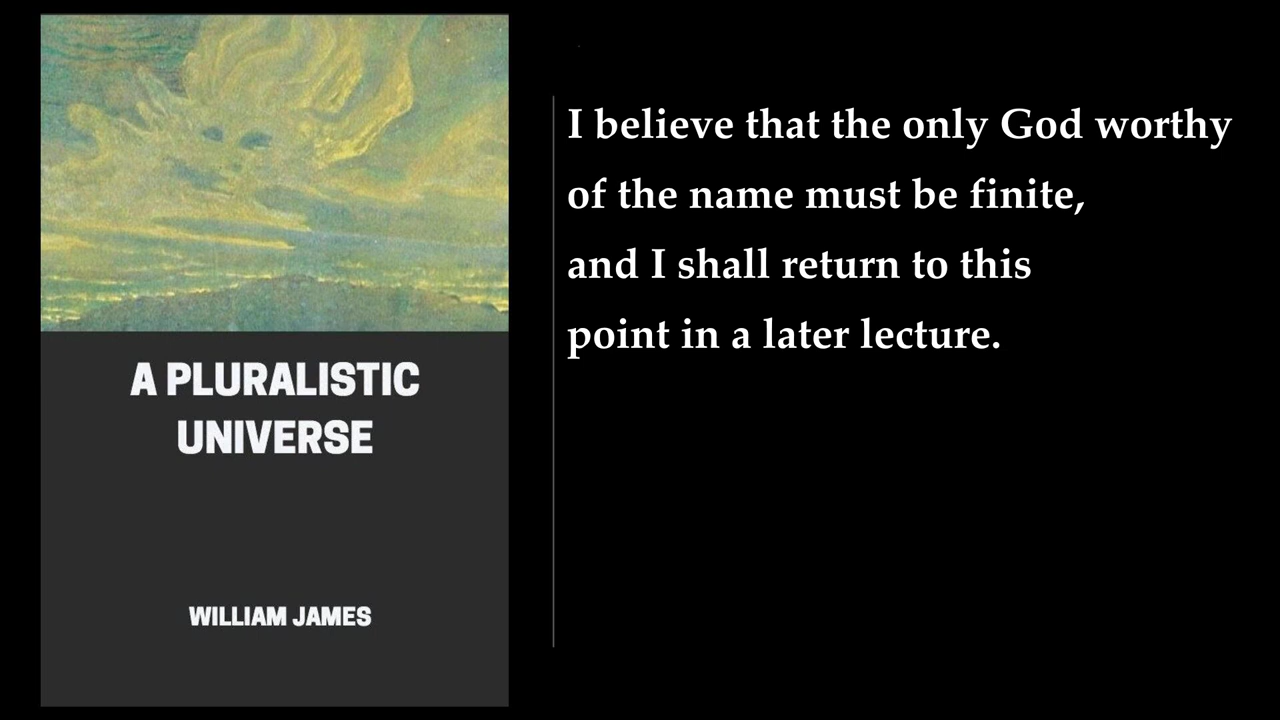 A PLURALISTIC
UNIVERSE
WILLIAM JAMES
I believe that the only God worthy
of the name must be finite,
and I shall return to this
point in a later lecture.